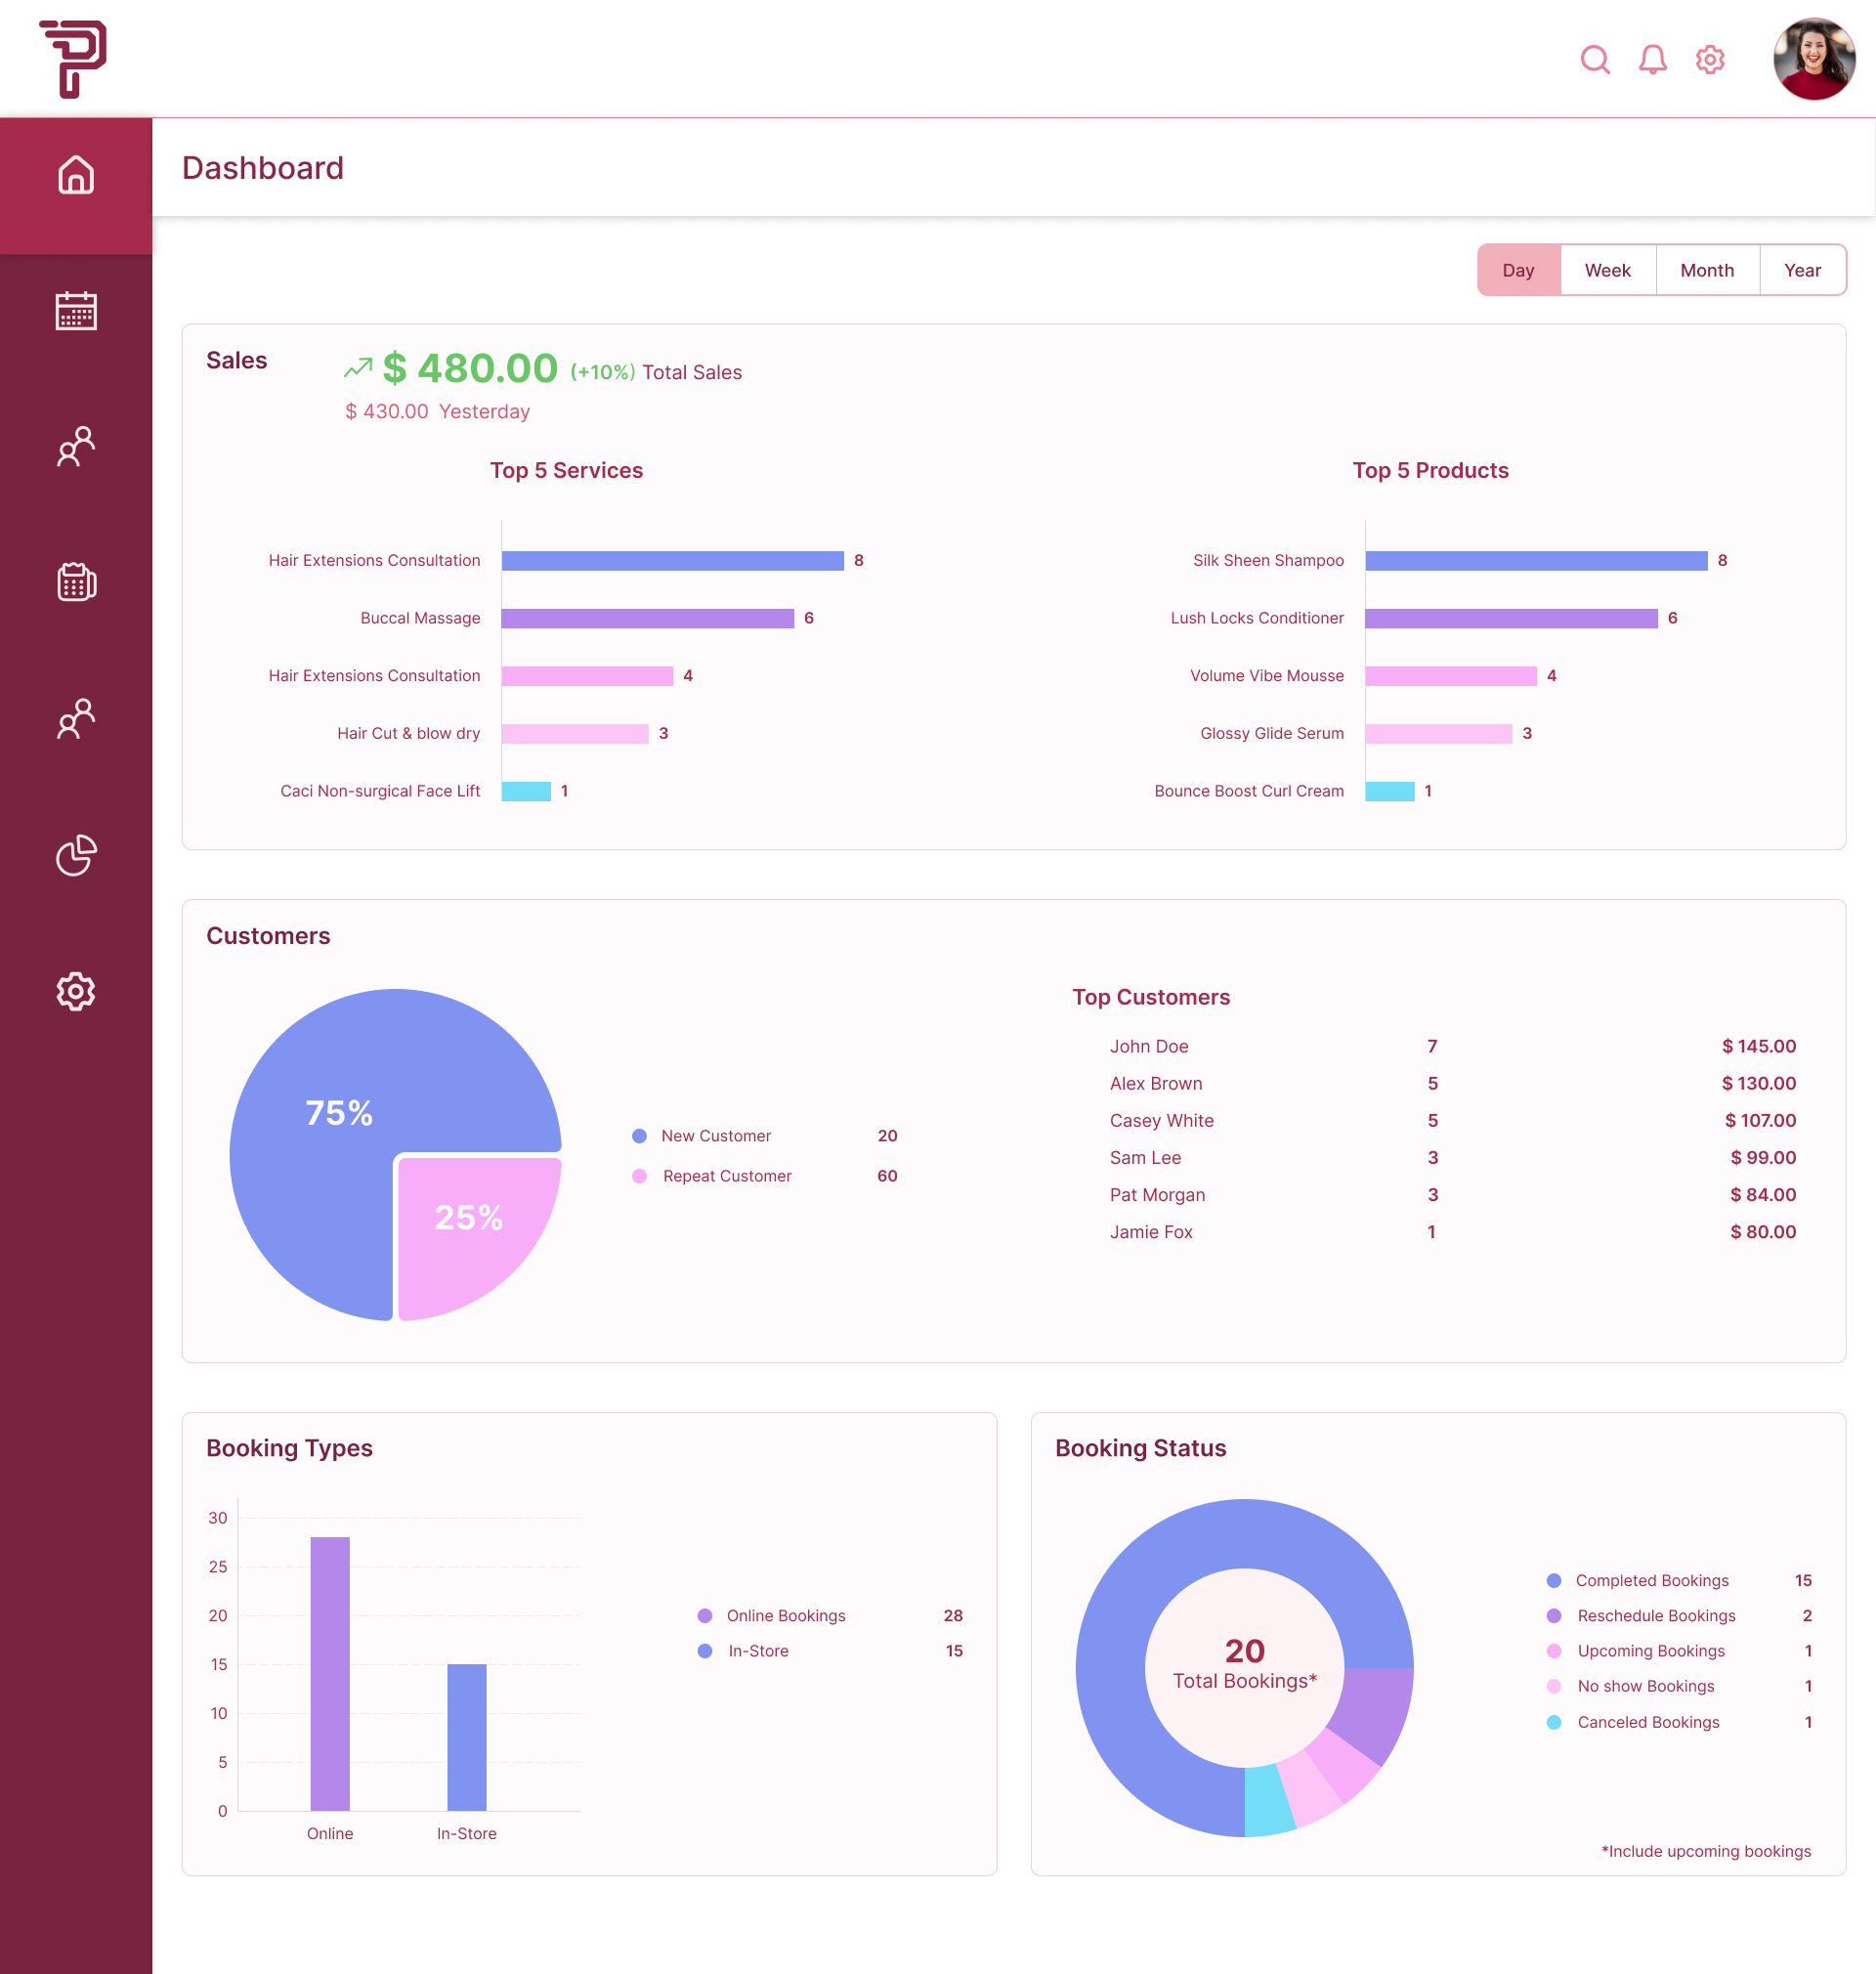 Dashboard
Day Week Month Year
Sales
$ 480.00 (+10%) Total Sales
$ 430.00 Yesterday
Top 5 Services
Hair Extensions Consultation 8
Buccal Massage 6
Hair Extensions Consultation 4
Hair Cut & blow dry 3
Caci Non-surgical Face Lift 1
Top 5 Products
Silk Sheen Shampoo 8
Lush Locks Conditioner 6
Volume Vibe Mousse 4
Glossy Glide Serum 3
Bounce Boost Curl Cream 1
Customers
75%
25%
New Customer 20
Repeat Customer 60
Top Customers
John Doe 7 $ 145.00
Alex Brown 5 $ 130.00
Casey White 5 $ 107.00
Sam Lee 3 $ 99.00
Pat Morgan 3 $ 84.00
Jamie Fox 1 $ 80.00
Booking Types
30
25
20
15
10
5
0
Online In-Store
Online Bookings 28
In-Store 15
Booking Status
20
Total Bookings*
Completed Bookings 15
Reschedule Bookings 2
Upcoming Bookings 1
No show Bookings 1
Canceled Bookings 1
*Include upcoming bookings